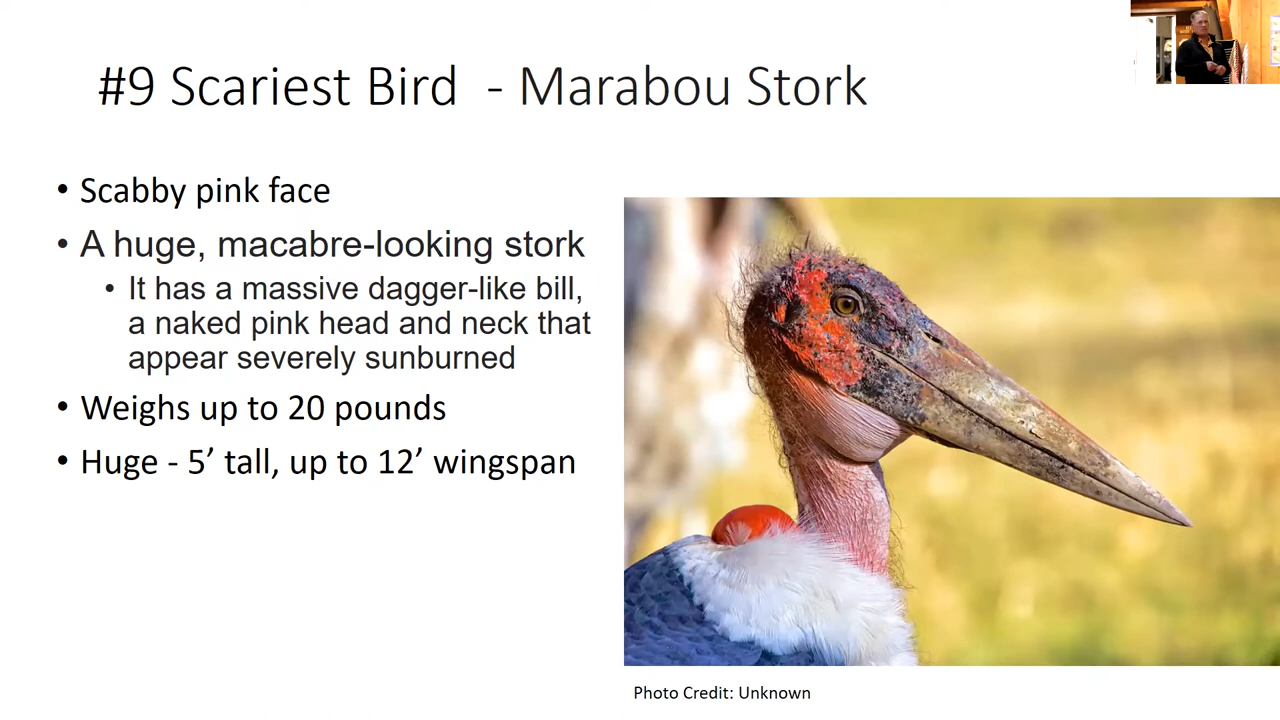 #9 Scariest Bird - Marabou Stork
• Scabby pink face
• A huge, macabre-looking stork
• It has a massive dagger-like bill,
a naked pink head and neck that
appear severely sunburned
• Weighs up to 20 pounds
• Huge - 5’ tall, up to 12’ wingspan
Photo Credit: Unknown